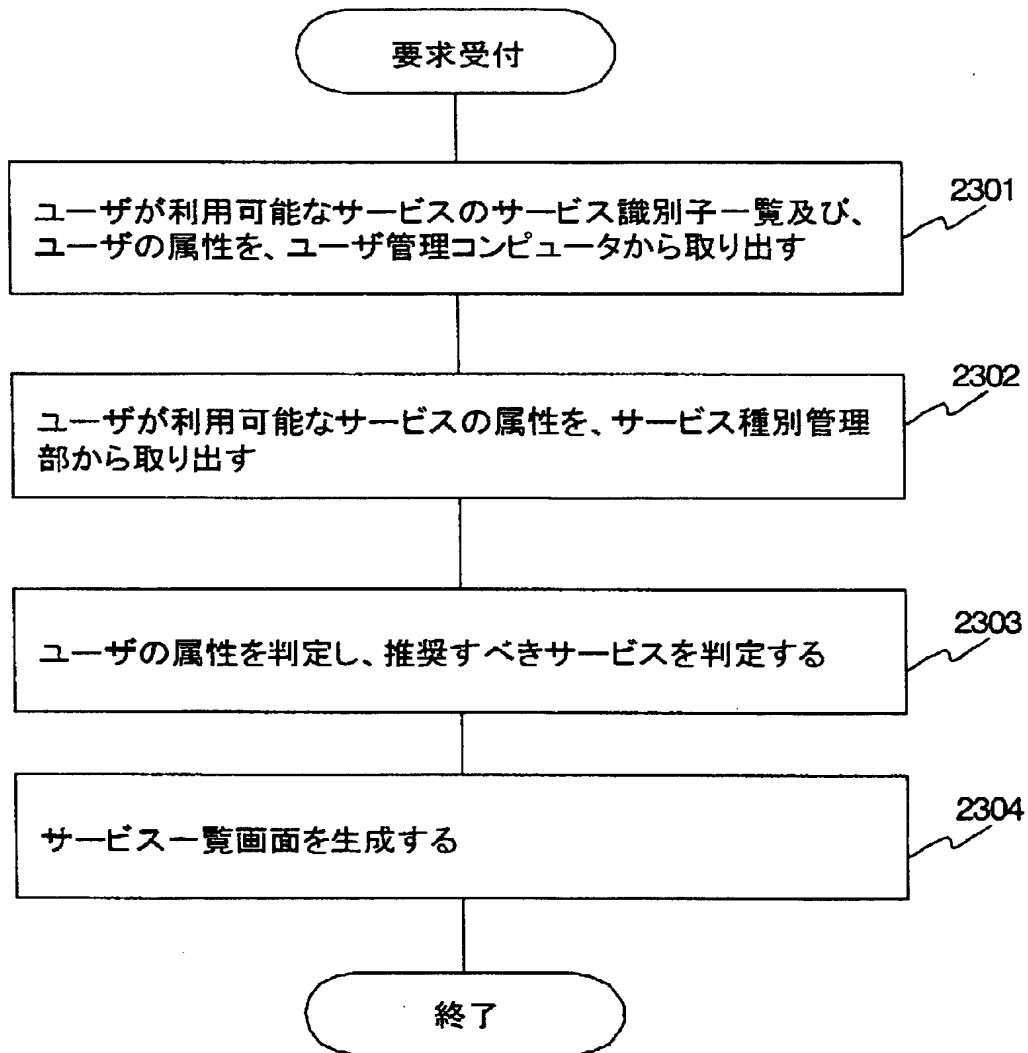 要求受付
2301
ユーザが利用可能なサービスのサービス識別子一覧及び、
ユーザの属性を、ユーザ管理コンピュータから取り出す
2302
ユーザが利用可能なサービスの属性を、サービス種別管理
部から取り出す
2303
ユーザの属性を判定し、推奨すべきサービスを判定する
2304
サービス一覧画面を生成する
終了